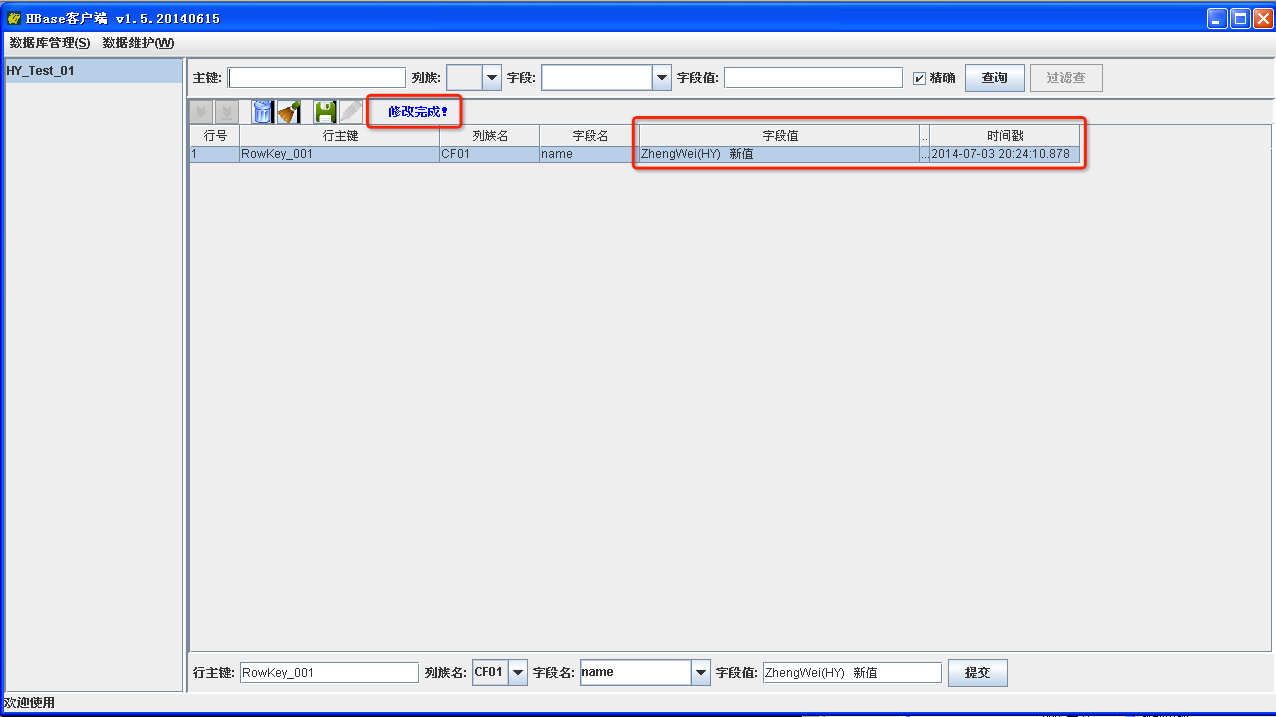 HBase客户端 v1.5.20140615
数据库管理(S) 数据维护(W)
HY_Test_01
主键: 列族: 字段: 字段值: 精确 查询 过滤查
修改完成!
行号 行主键 列族名 字段名 字段值 .. 时间戳
1 RowKey_001 CF01 name ZhengWei(HY) 新值 ... 2014-07-03 20:24:10.878
行主键: RowKey_001 列族名: CF01 字段名: name 字段值: ZhengWei(HY) 新值 提交
欢迎使用